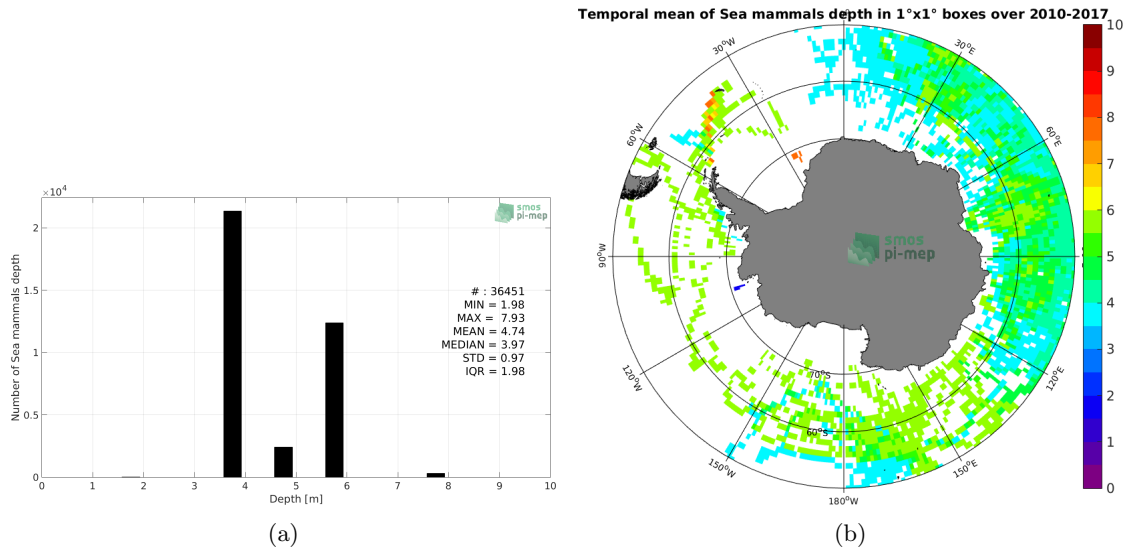 Temporal mean of Sea mammals depth in 1°x1° boxes over 2010-2017
×10⁴
2
1.5
1
0.5
0
0 1 2 3 4 5 6 7 8 9 10
Number of Sea mammals depth
Depth [m]
smos
pi-mep
# : 36451
MIN = 1.98
MAX = 7.93
MEAN = 4.74
MEDIAN = 3.97
STD = 0.97
IQR = 1.98
(a)
30°W
30°E
60°W
60°E
90°W
120°W
120°E
150°W
150°E
180°W
70°S
60°S
smos
pi-mep
10
9
8
7
6
5
4
3
2
1
0
(b)